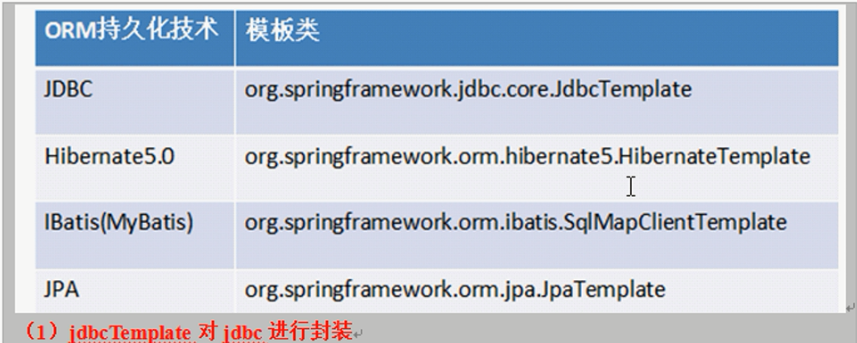 ORM持久化技术 模板类
JDBC org.springframework.jdbc.core.JdbcTemplate
Hibernate5.0 org.springframework.orm.hibernate5.HibernateTemplate
IBatis(MyBatis) org.springframework.orm.ibatis.SqlMapClientTemplate
JPA org.springframework.orm.jpa.JpaTemplate
（1）jdbcTemplate 对 jdbc 进行封装